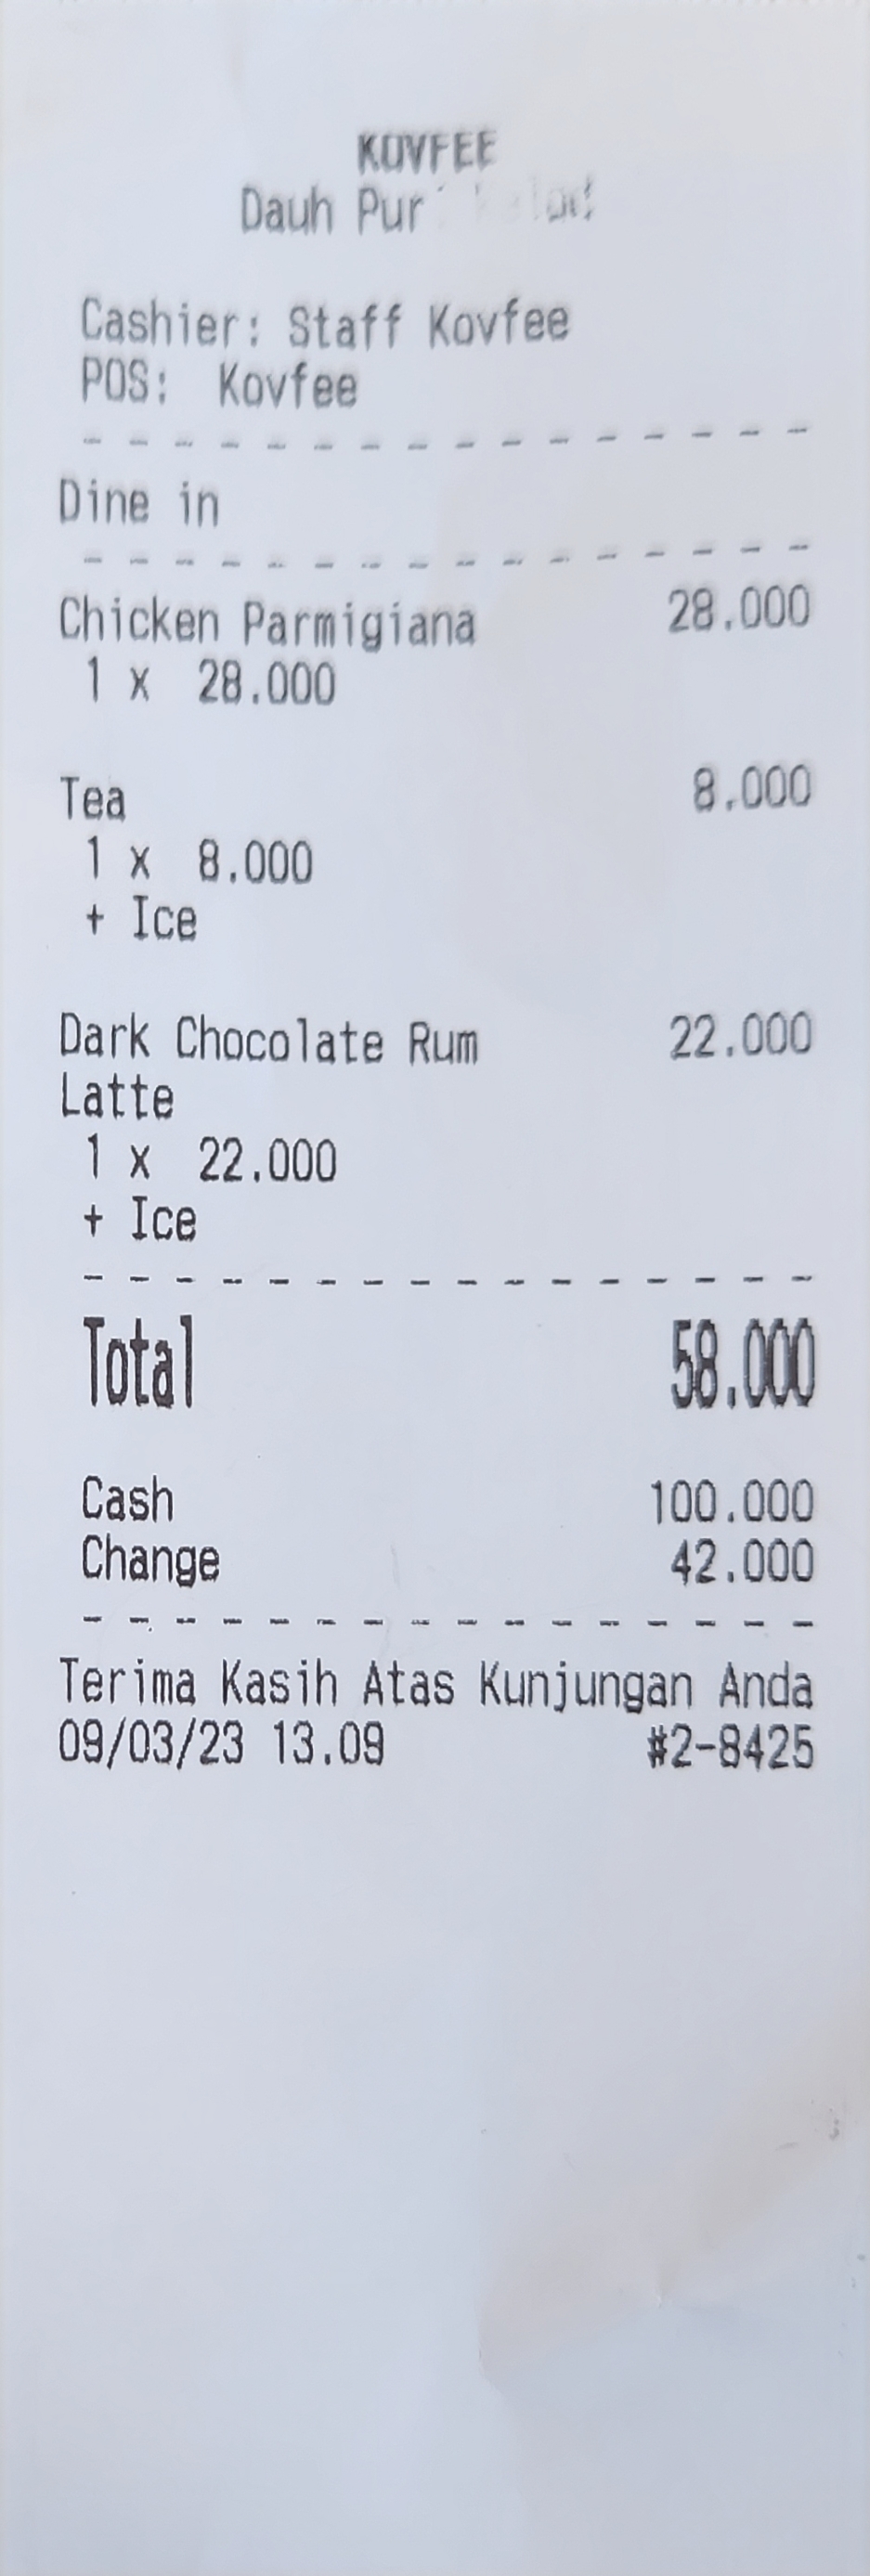 KOVFEE
Dauh Pur
Cashier: Staff Kovfee
POS: Kovfee
- - - - - - - - - - - - - - - -
Dine in
- - - - - - - - - - - - - - - -
Chicken Parmigiana 28.000
1 x 28.000
Tea 8.000
1 x 8.000
+ Ice
Dark Chocolate Rum 22.000
Latte
1 x 22.000
+ Ice
- - - - - - - - - - - - - - - -
Total 58.000
Cash 100.000
Change 42.000
- - - - - - - - - - - - - - - -
Terima Kasih Atas Kunjungan Anda
09/03/23 13.09 #2-8425